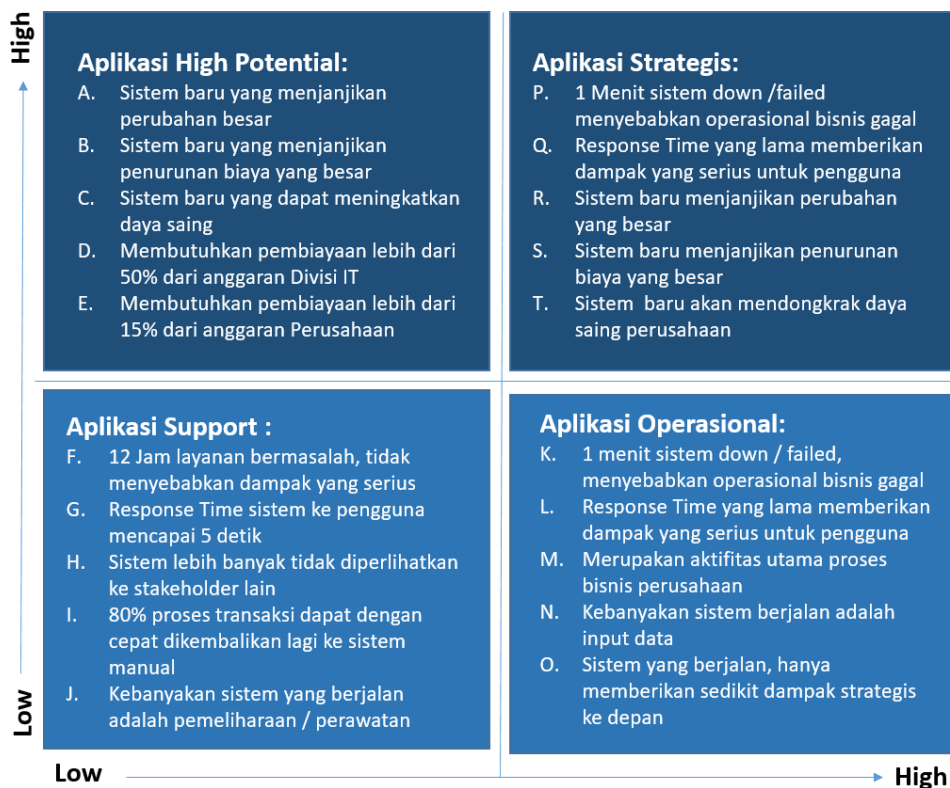 High
Aplikasi High Potential:
A. Sistem baru yang menjanjikan
perubahan besar
B. Sistem baru yang menjanjikan
penurunan biaya yang besar
C. Sistem baru yang dapat meningkatkan
daya saing
D. Membutuhkan pembiayaan lebih dari
50% dari anggaran Divisi IT
E. Membutuhkan pembiayaan lebih dari
15% dari anggaran Perusahaan
Aplikasi Strategis:
P. 1 Menit sistem down /failed
menyebabkan operasional bisnis gagal
Q. Response Time yang lama memberikan
dampak yang serius untuk pengguna
R. Sistem baru menjanjikan perubahan
yang besar
S. Sistem baru menjanjikan penurunan
biaya yang besar
T. Sistem baru akan mendongkrak daya
saing perusahaan
Aplikasi Support :
F. 12 Jam layanan bermasalah, tidak
menyebabkan dampak yang serius
G. Response Time sistem ke pengguna
mencapai 5 detik
H. Sistem lebih banyak tidak diperlihatkan
ke stakeholder lain
I. 80% proses transaksi dapat dengan
cepat dikembalikan lagi ke sistem
manual
J. Kebanyakan sistem yang berjalan
adalah pemeliharaan / perawatan
Aplikasi Operasional:
K. 1 menit sistem down / failed,
menyebabkan operasional bisnis gagal
L. Response Time yang lama memberikan
dampak yang serius untuk pengguna
M. Merupakan aktifitas utama proses
bisnis perusahaan
N. Kebanyakan sistem berjalan adalah
input data
O. Sistem yang berjalan, hanya
memberikan sedikit dampak strategis
ke depan
Low
Low
High